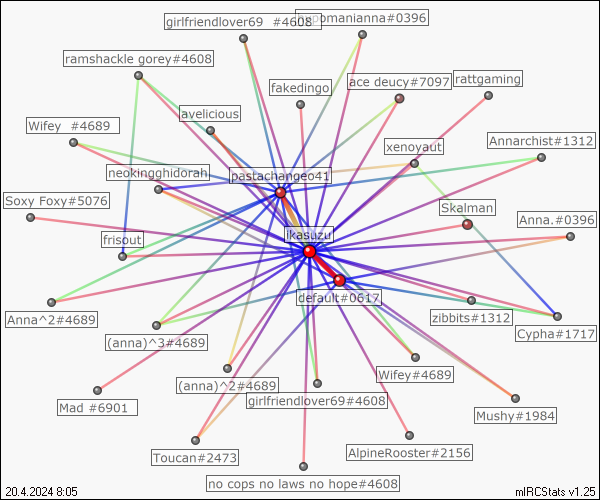 girlfriendlover69 #4608
pomanianna#0396
ramshackle gorey#4608
fakedingo
ace deucy#7097
rattgaming
avelicious
Wifey #4689
xenoyaut
Annarchist#1312
neokingghidorah
pastachangeo41
Soxy Foxy#5076
Skalman
Anna.#0396
frisout
ikasuzu
default#0617
Anna^2#4689
zibbits#1312
Cypha#1717
(anna)^3#4689
Wifey#4689
(anna)^2#4689
girlfriendlover69#4608
Mad #6901
Mushy#1984
Toucan#2473
AlpineRooster#2156
no cops no laws no hope#4608
20.4.2024 8:05
mIRCStats v1.25